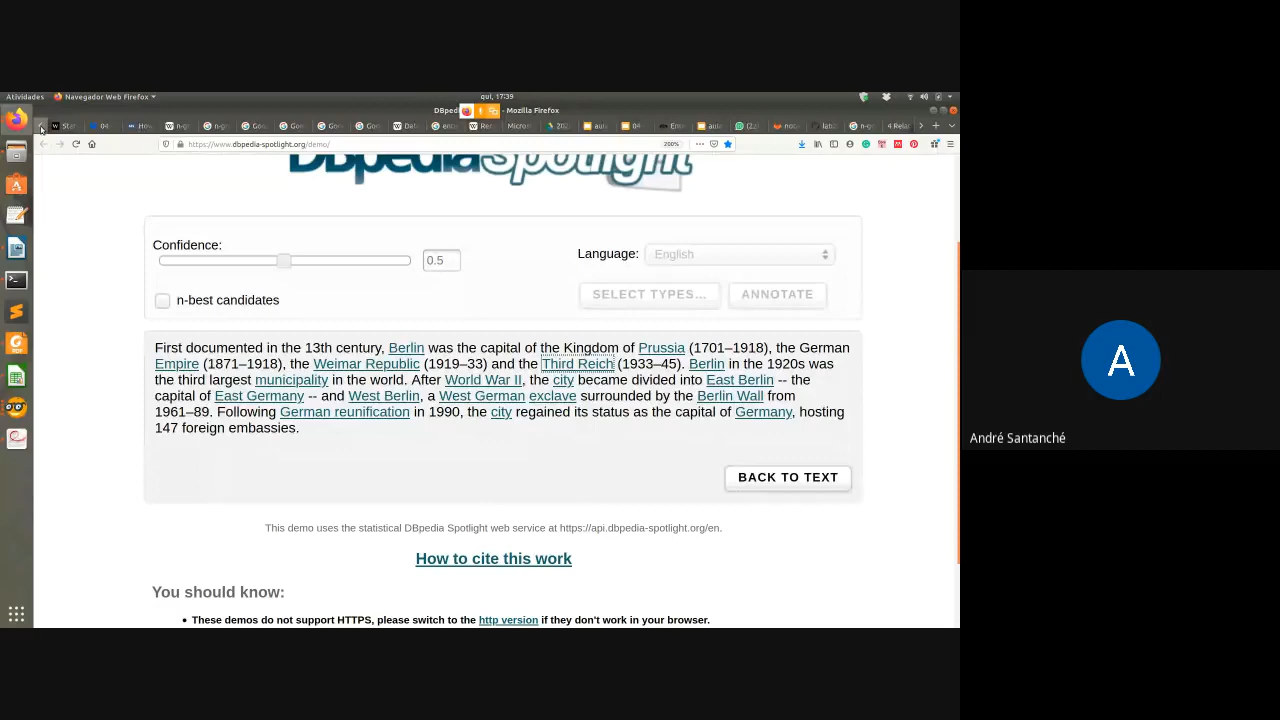 Atividades Navegador Web Firefox qui, 17:39
DBped - Mozilla Firefox
https://www.dbpedia-spotlight.org/demo/ 200%
DBpedia Spotlight
Confidence: 0.5
Language: English
n-best candidates
SELECT TYPES... ANNOTATE
First documented in the 13th century, Berlin was the capital of the Kingdom of Prussia (1701–1918), the German
Empire (1871–1918), the Weimar Republic (1919–33) and the Third Reich (1933–45). Berlin in the 1920s was
the third largest municipality in the world. After World War II, the city became divided into East Berlin -- the
capital of East Germany -- and West Berlin, a West German exclave surrounded by the Berlin Wall from
1961–89. Following German reunification in 1990, the city regained its status as the capital of Germany, hosting
147 foreign embassies.
BACK TO TEXT
This demo uses the statistical DBpedia Spotlight web service at https://api.dbpedia-spotlight.org/en.
How to cite this work
You should know:
• These demos do not support HTTPS, please switch to the http version if they don't work in your browser.
A
André Santanché